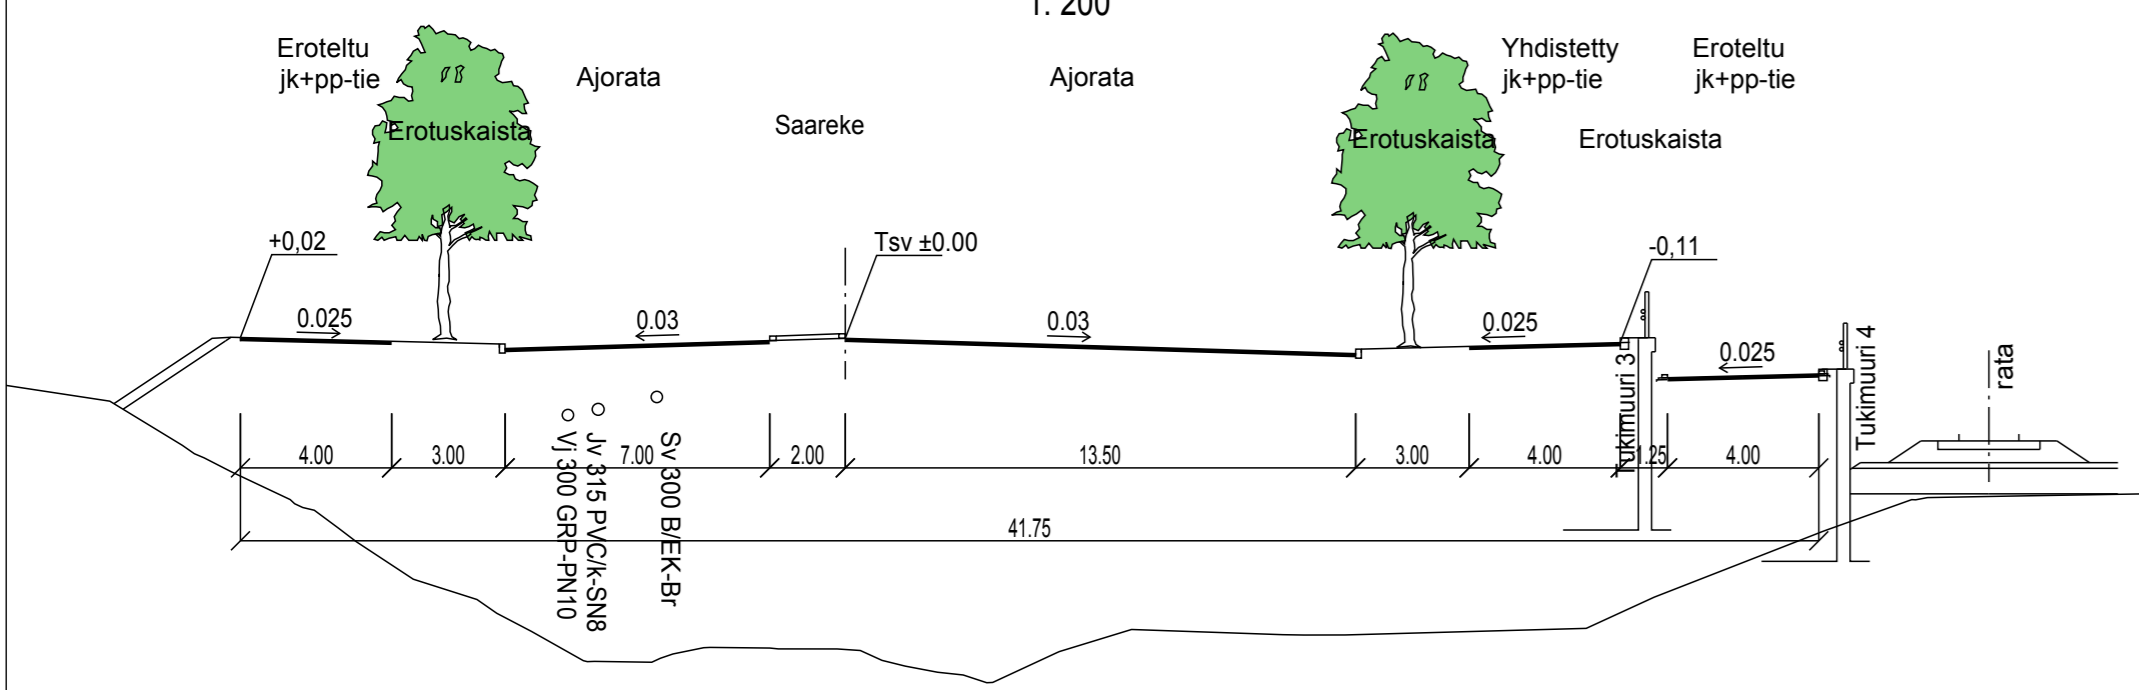 1: 200
Eroteltu
jk+pp-tie
Ajorata
Ajorata
Yhdistetty
jk+pp-tie
Eroteltu
jk+pp-tie
Erotuskaista
Saareke
Erotuskaista
Erotuskaista
+0,02
Tsv ±0.00
-0,11
0.025
0.03
0.03
0.025
0.025
Tukimuuri 3
Tukimuuri 4
rata
4.00
3.00
7.00
2.00
13.50
3.00
4.00
1.25
4.00
Vj 300 GRP-PN10
Jv 315 PVC/k-SN8
Sv 300 B/EK-Br
41.75